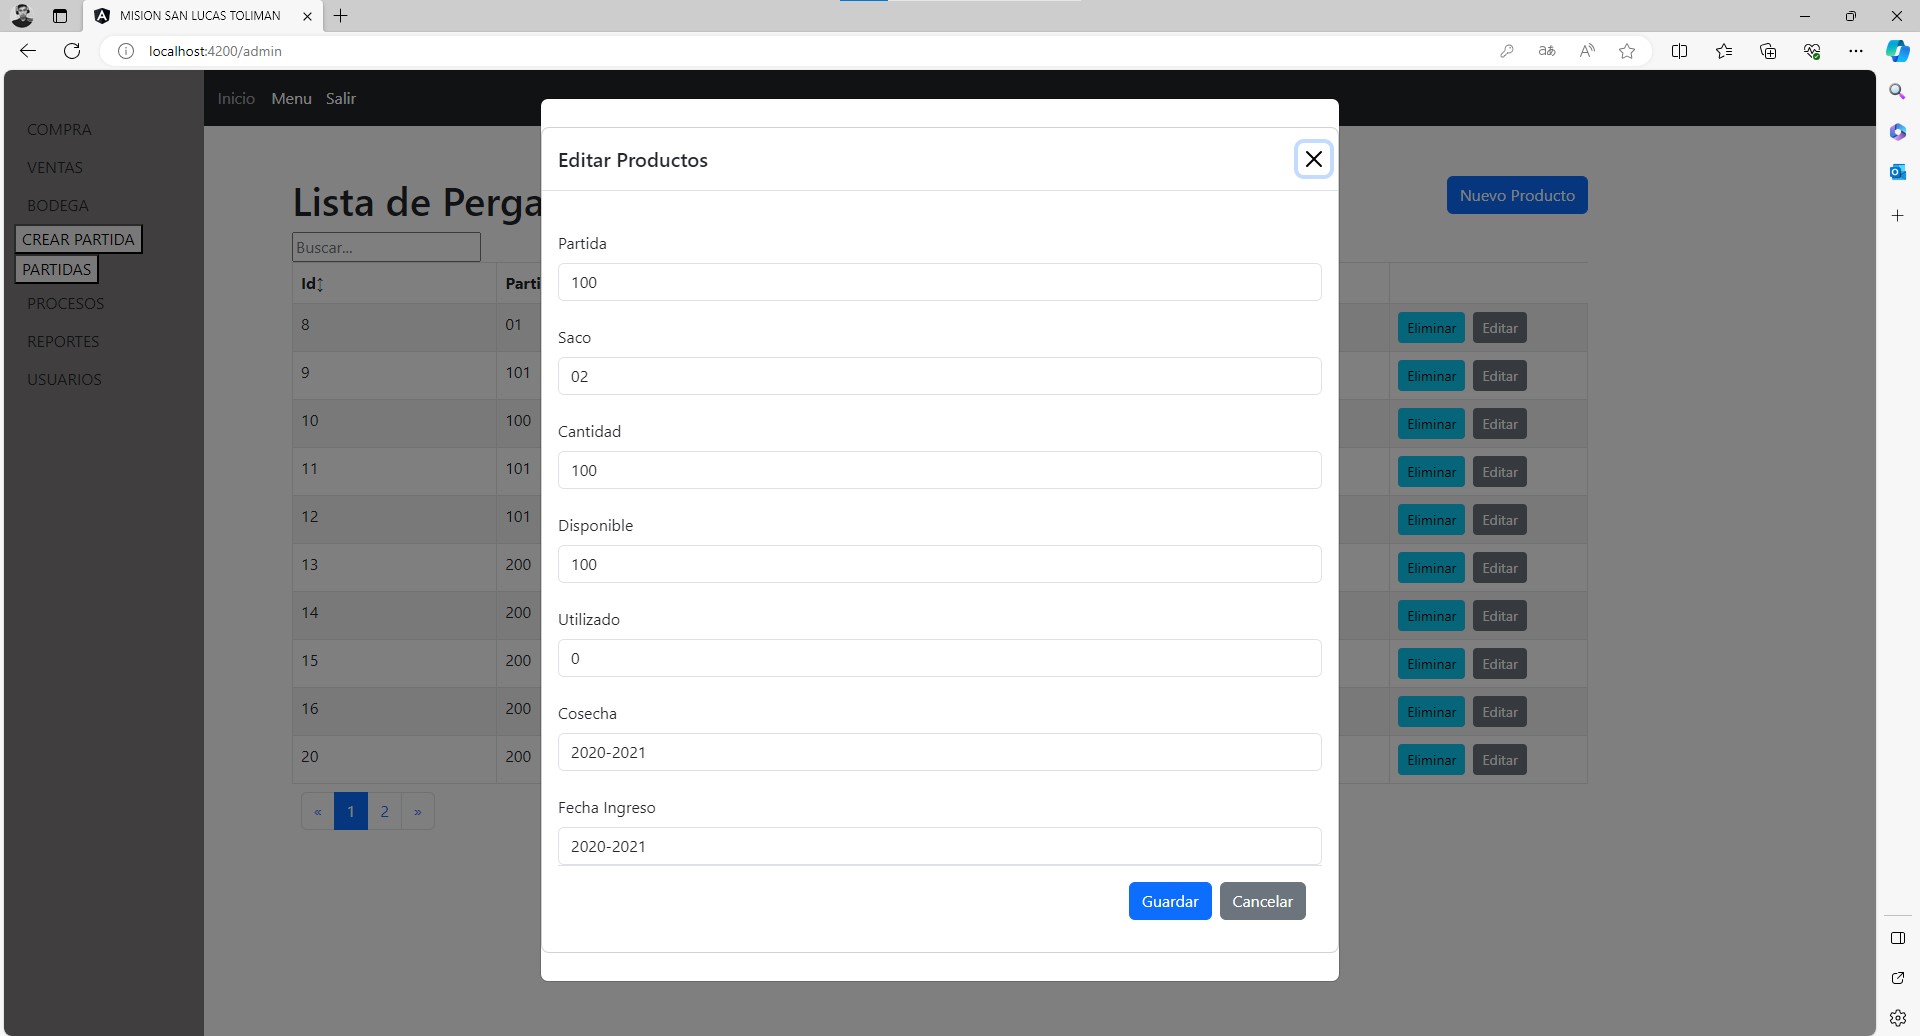 MISION SAN LUCAS TOLIMAN
localhost:4200/admin
aあ
Inicio Menu Salir
COMPRA
VENTAS
BODEGA
CREAR PARTIDA
PARTIDAS
PROCESOS
REPORTES
USUARIOS
Lista de Perga
Nuevo Producto
Buscar...
Id↕ Parti
8 01 Eliminar Editar
9 101 Eliminar Editar
10 100 Eliminar Editar
11 101 Eliminar Editar
12 101 Eliminar Editar
13 200 Eliminar Editar
14 200 Eliminar Editar
15 200 Eliminar Editar
16 200 Eliminar Editar
20 200 Eliminar Editar
« 1 2 »
Editar Productos
Partida
100
Saco
02
Cantidad
100
Disponible
100
Utilizado
0
Cosecha
2020-2021
Fecha Ingreso
2020-2021
Guardar Cancelar